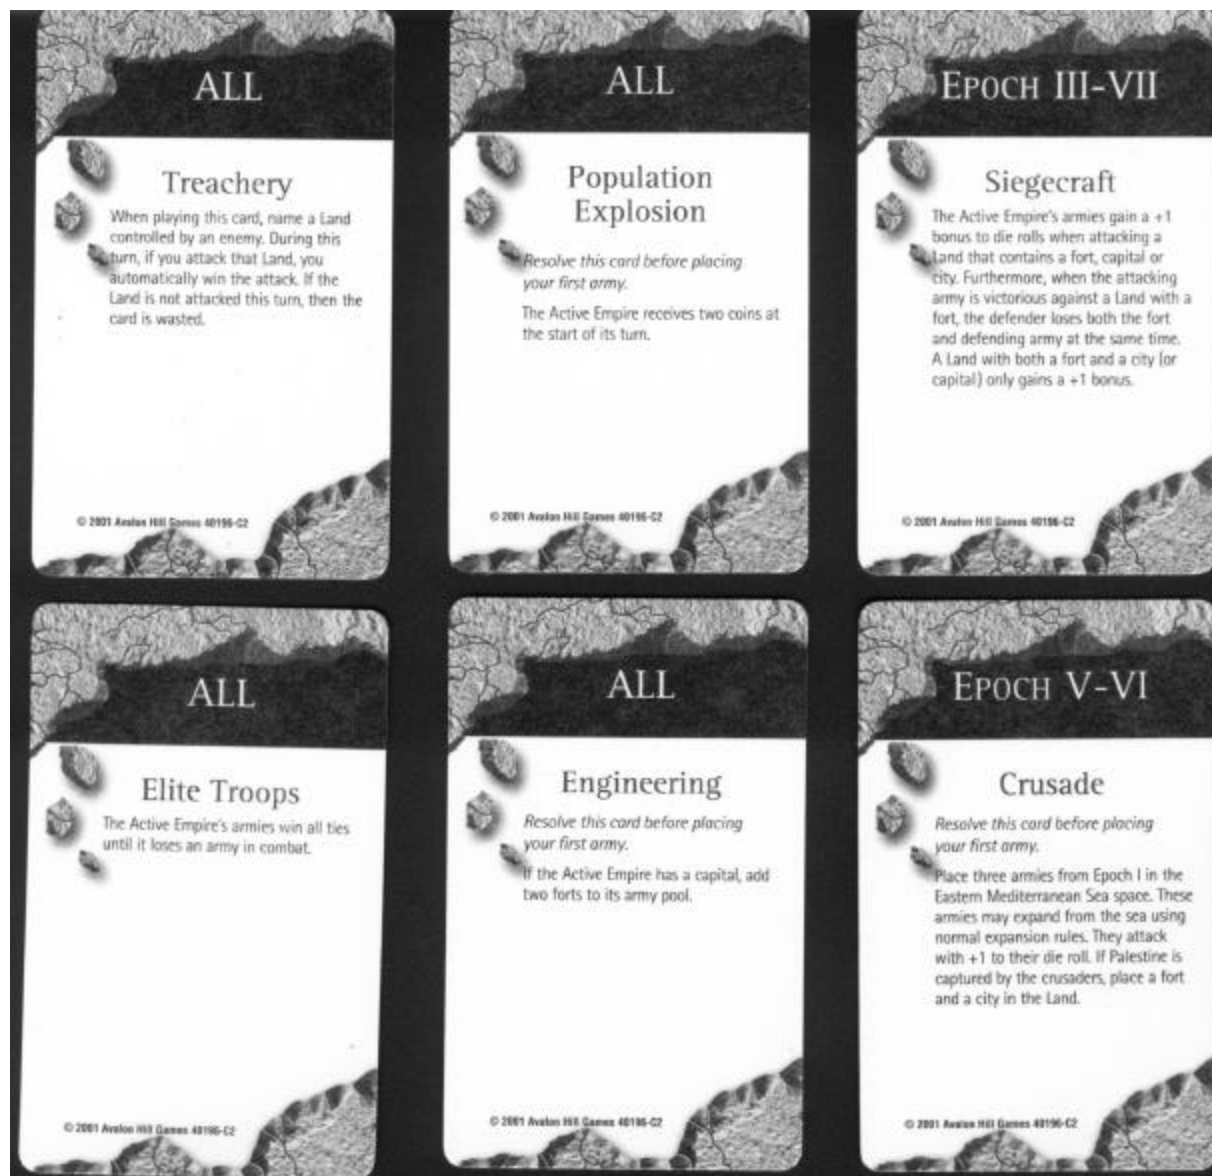 ALL
Treachery
When playing this card, name a Land
controlled by an enemy. During this
turn, if you attack that Land, you
automatically win the attack. If the
Land is not attacked this turn, then the
card is wasted.
© 2001 Avalon Hill Games 40196-C2
ALL
Population
Explosion
Resolve this card before placing
your first army.
The Active Empire receives two coins at
the start of its turn.
© 2001 Avalon Hill Games 40196-C2
EPOCH III-VII
Siegecraft
The Active Empire's armies gain a +1
bonus to die rolls when attacking a
Land that contains a fort, capital or
city. Furthermore, when the attacking
army is victorious against a Land with a
fort, the defender loses both the fort
and defending army at the same time.
A Land with both a fort and a city (or
capital) only gains a +1 bonus.
© 2001 Avalon Hill Games 40196-C2
ALL
Elite Troops
The Active Empire's armies win all ties
until it loses an army in combat.
© 2001 Avalon Hill Games 40196-C2
ALL
Engineering
Resolve this card before placing
your first army.
If the Active Empire has a capital, add
two forts to its army pool.
© 2001 Avalon Hill Games 40196-C2
EPOCH V-VI
Crusade
Resolve this card before placing
your first army.
Place three armies from Epoch I in the
Eastern Mediterranean Sea space. These
armies may expand from the sea using
normal expansion rules. They attack
with +1 to their die roll. If Palestine is
captured by the crusaders, place a fort
and a city in the Land.
© 2001 Avalon Hill Games 40196-C2